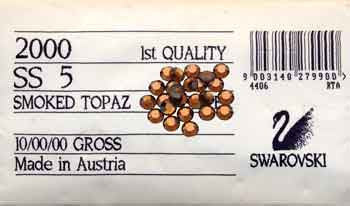 2000
1st QUALITY
SS 5
SMOKED TOPAZ
9 003140 279900 >
4406 RTA
10/00/00 GROSS
Made in Austria
SWAROVSKI